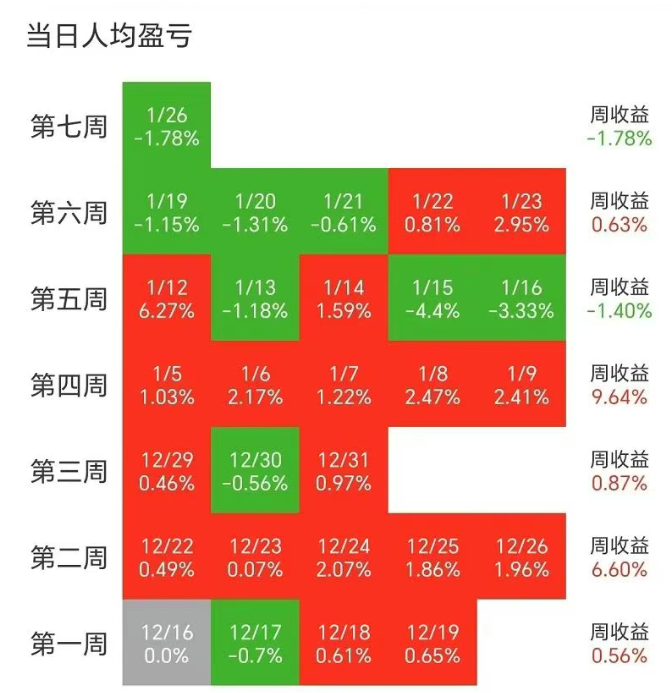 当日人均盈亏
第七周 1/26 周收益
-1.78% -1.78%
第六周 1/19 1/20 1/21 1/22 1/23 周收益
-1.15% -1.31% -0.61% 0.81% 2.95% 0.63%
第五周 1/12 1/13 1/14 1/15 1/16 周收益
6.27% -1.18% 1.59% -4.4% -3.33% -1.40%
第四周 1/5 1/6 1/7 1/8 1/9 周收益
1.03% 2.17% 1.22% 2.47% 2.41% 9.64%
第三周 12/29 12/30 12/31 周收益
0.46% -0.56% 0.97% 0.87%
第二周 12/22 12/23 12/24 12/25 12/26 周收益
0.49% 0.07% 2.07% 1.86% 1.96% 6.60%
第一周 12/16 12/17 12/18 12/19 周收益
0.0% -0.7% 0.61% 0.65% 0.56%